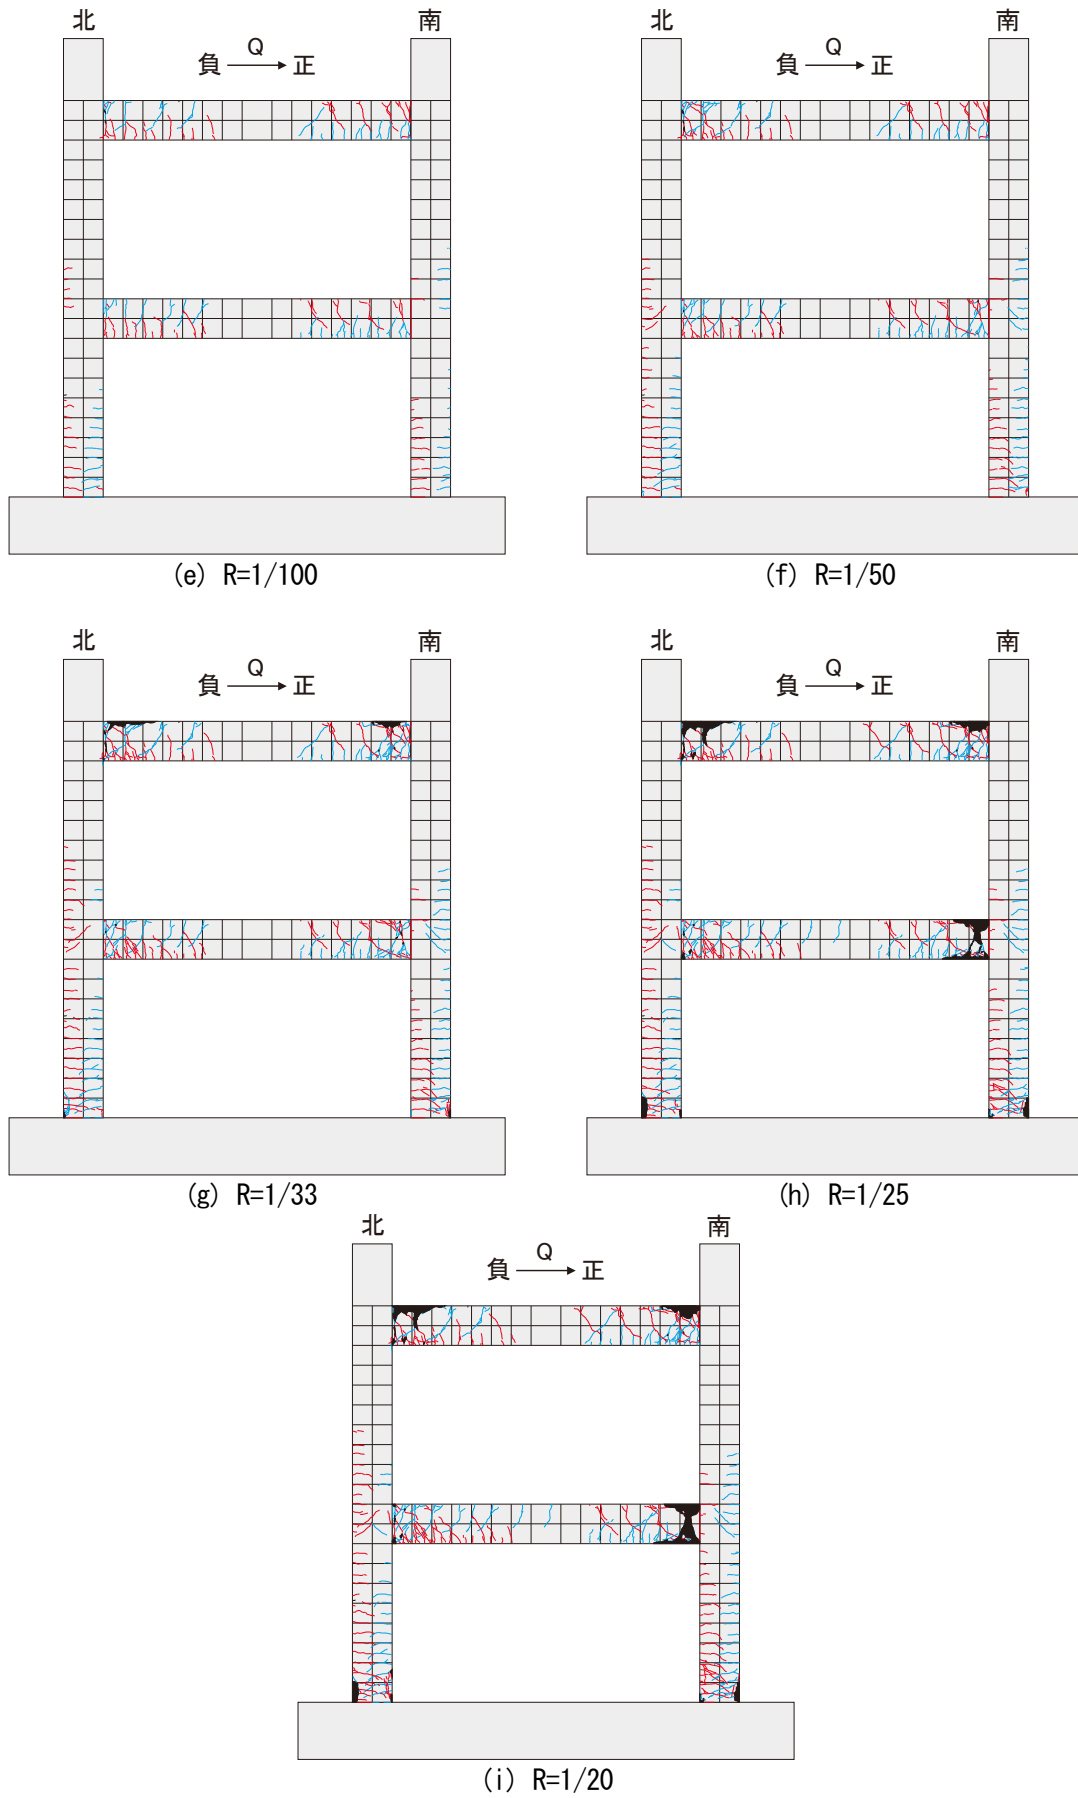 北 南
Q
負 正
(e) R=1/100
北 南
Q
負 正
(f) R=1/50
北 南
Q
負 正
(g) R=1/33
北 南
Q
負 正
(h) R=1/25
北 南
Q
負 正
(i) R=1/20